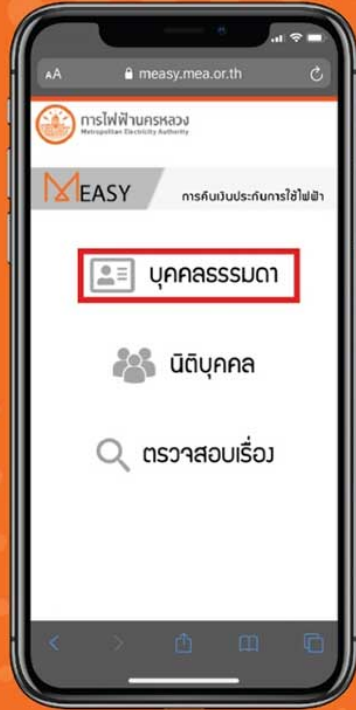 AA measy.mea.or.th
การไฟฟ้านครหลวง
Metropolitan Electricity Authority
MEASY การคืนเงินประกันการใช้ไฟฟ้า
บุคคลธรรมดา
นิติบุคคล
ตรวจสอบเรื่อง